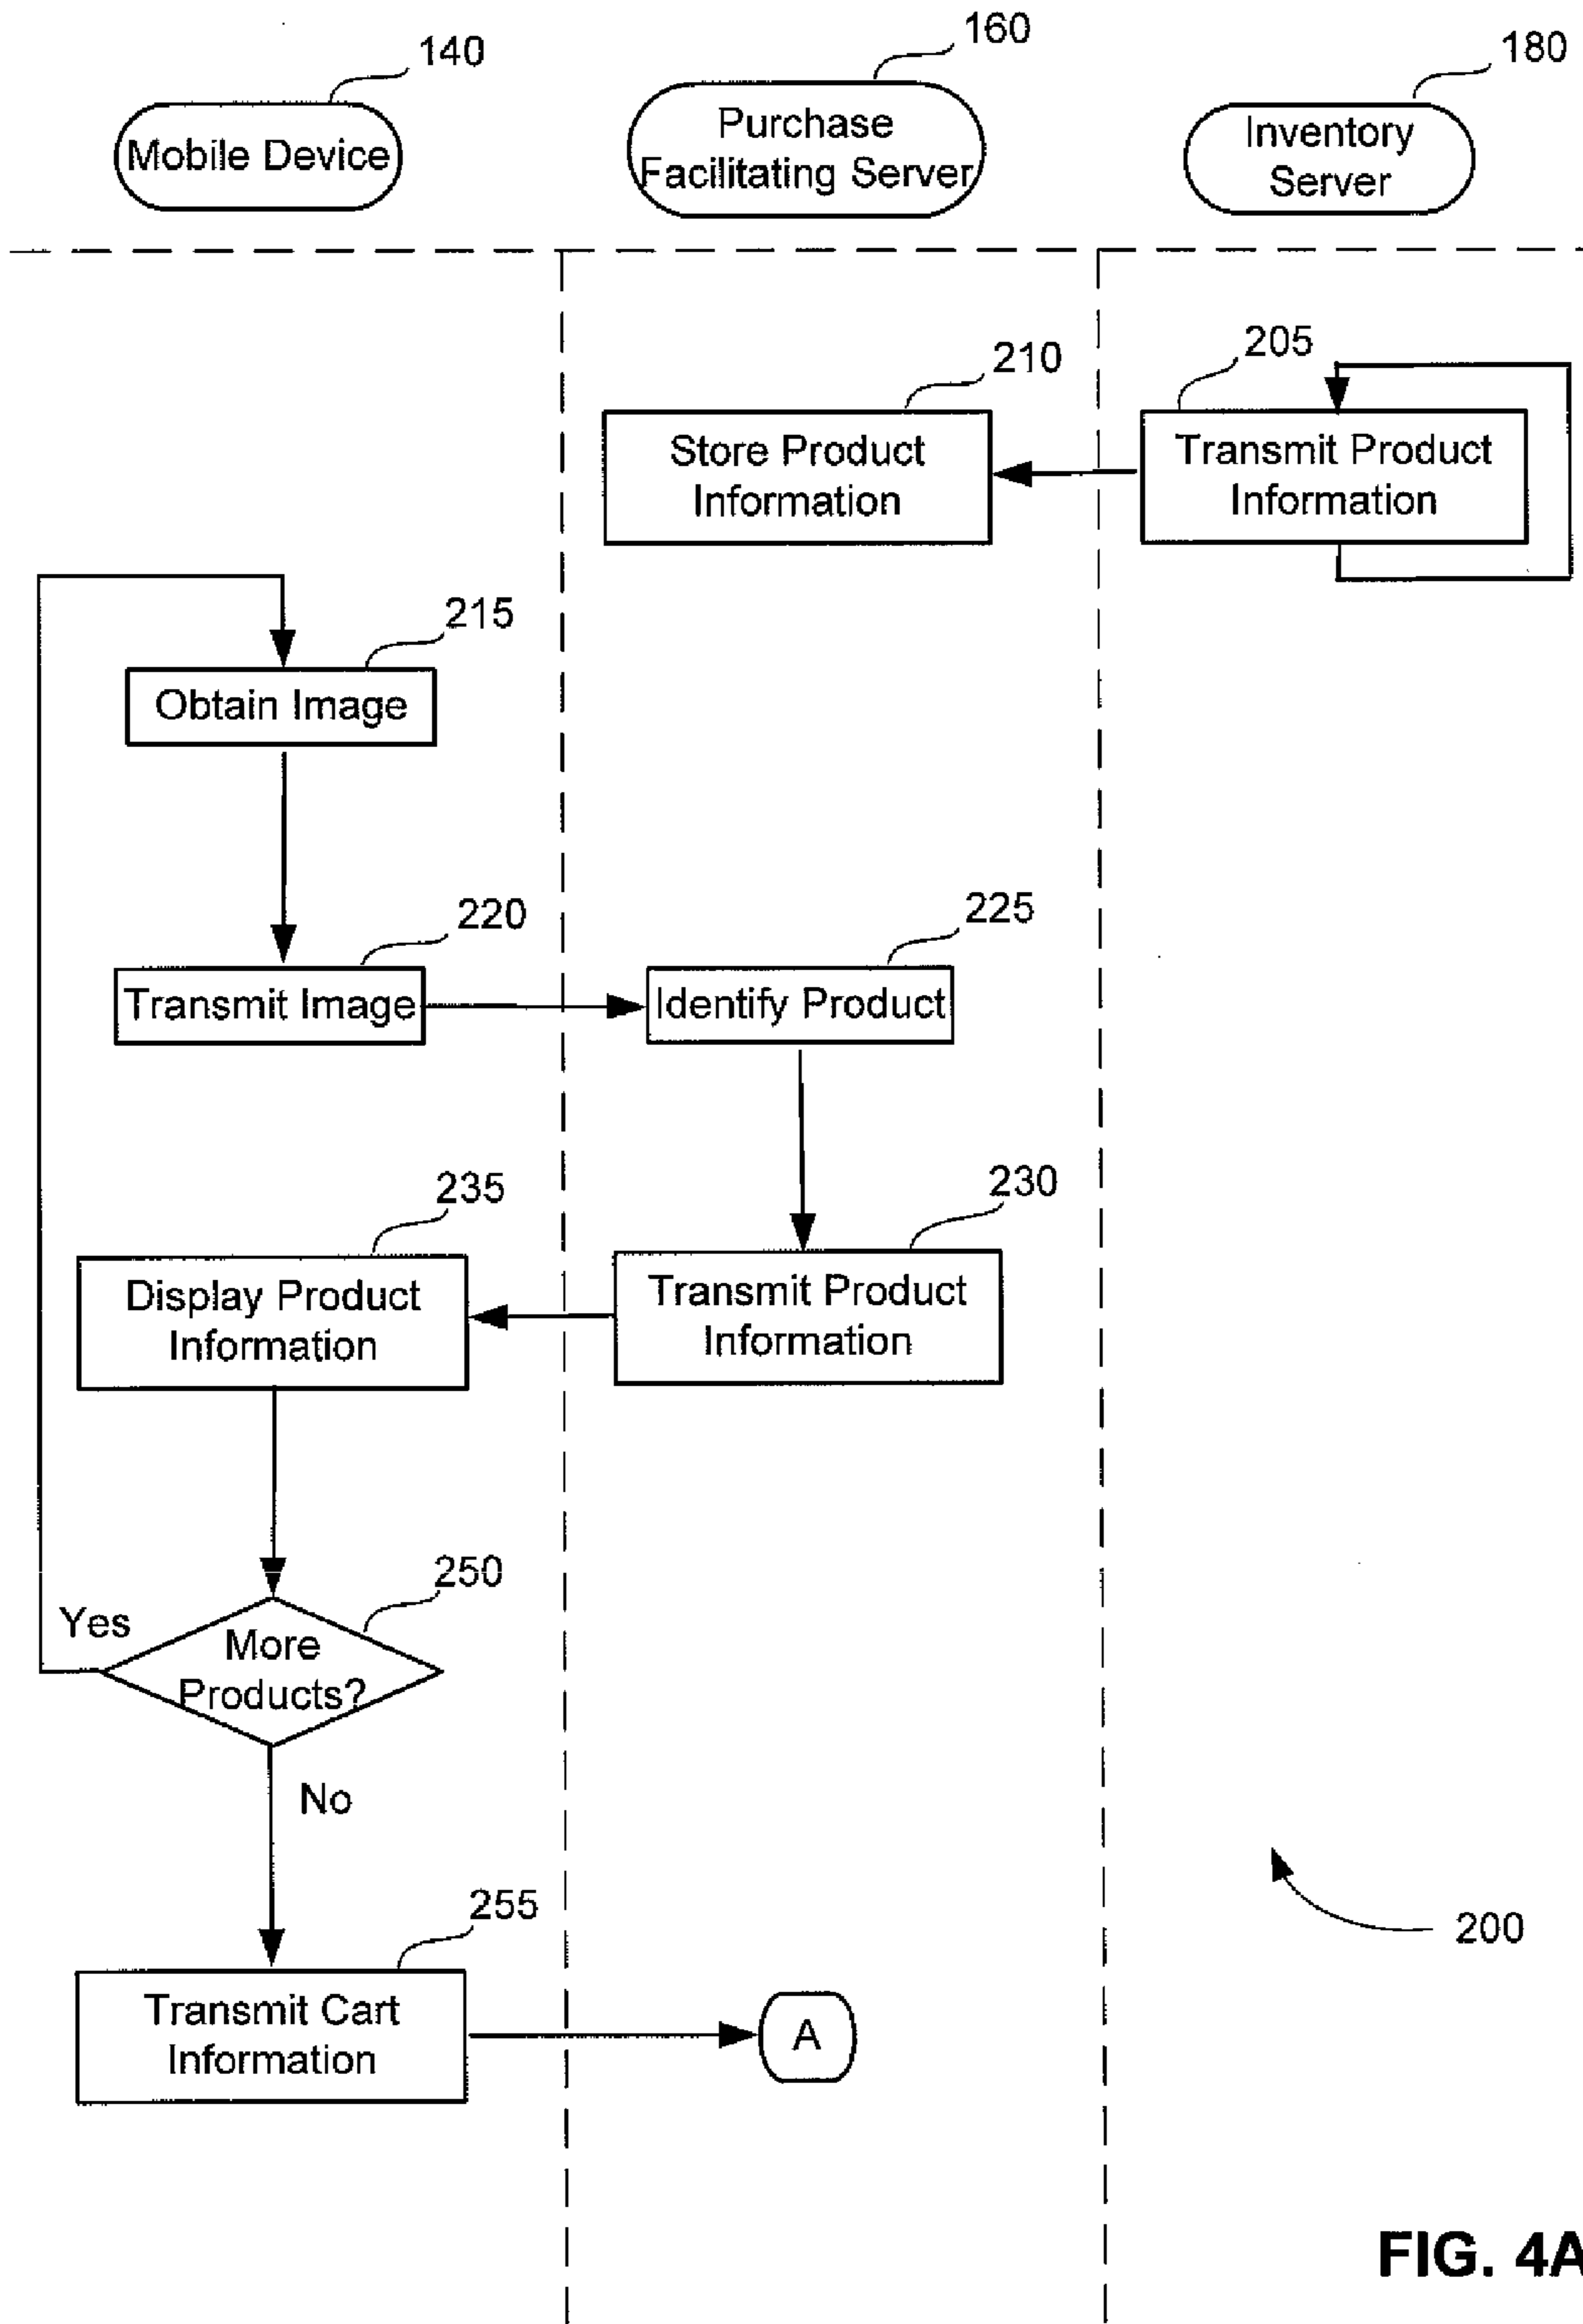 140
160
180
Mobile Device
Purchase
Facilitating Server
Inventory
Server
210
205
Store Product
Information
Transmit Product
Information
215
Obtain Image
220
225
Transmit Image
Identify Product
235
230
Display Product
Information
Transmit Product
Information
250
Yes
More
Products?
No
255
Transmit Cart
Information
A
200
FIG. 4A